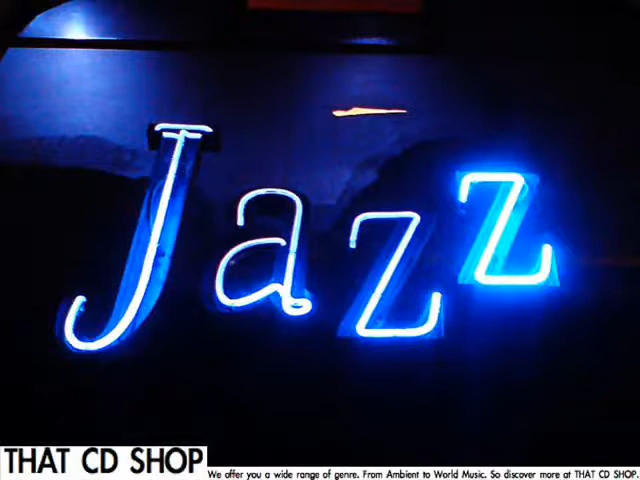 Jazz
THAT CD SHOP
We offer you a wide range of genre. From Ambient to World Music. So discover more at THAT CD SHOP.